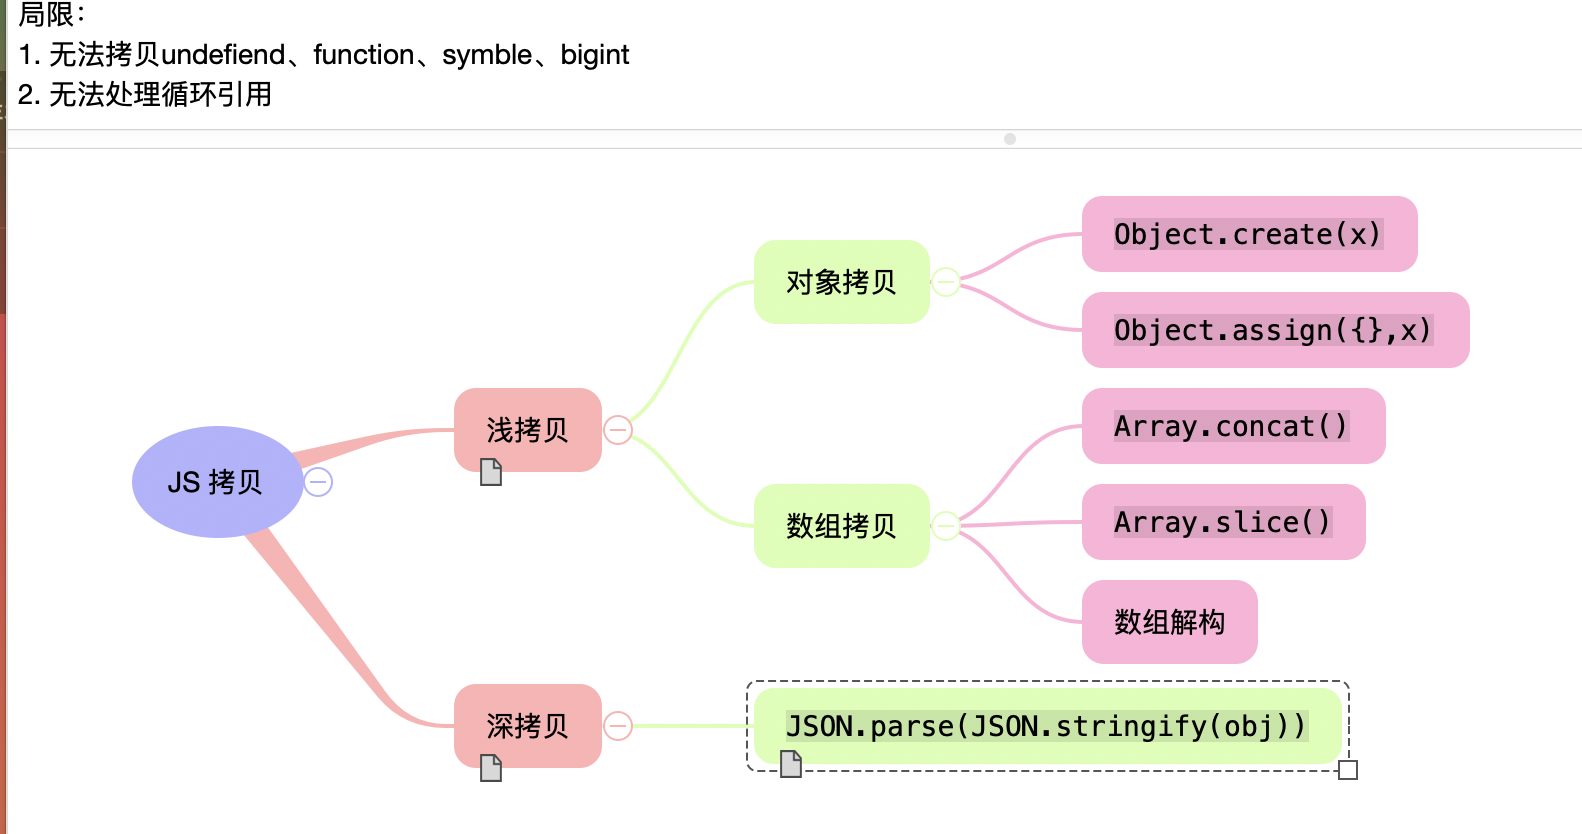 局限：
1. 无法拷贝undefiend、function、symble、bigint
2. 无法处理循环引用
Object.create(x)
对象拷贝
Object.assign({},x)
浅拷贝
Array.concat()
JS 拷贝
数组拷贝
Array.slice()
数组解构
深拷贝
JSON.parse(JSON.stringify(obj))